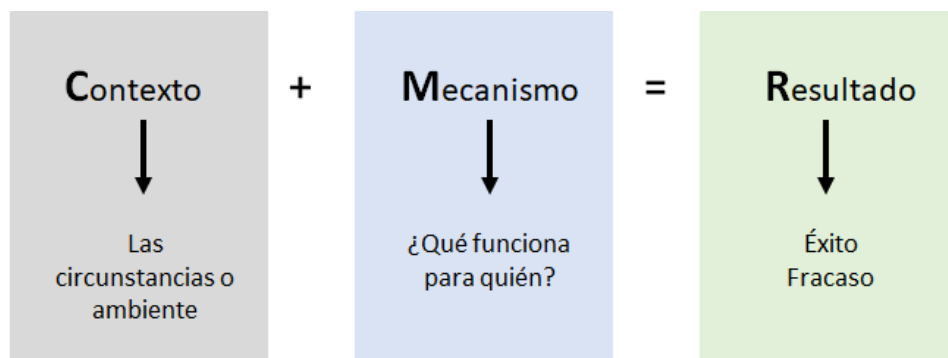 Contexto + Mecanismo = Resultado
Las
circunstancias o
ambiente
¿Qué funciona
para quién?
Éxito
Fracaso